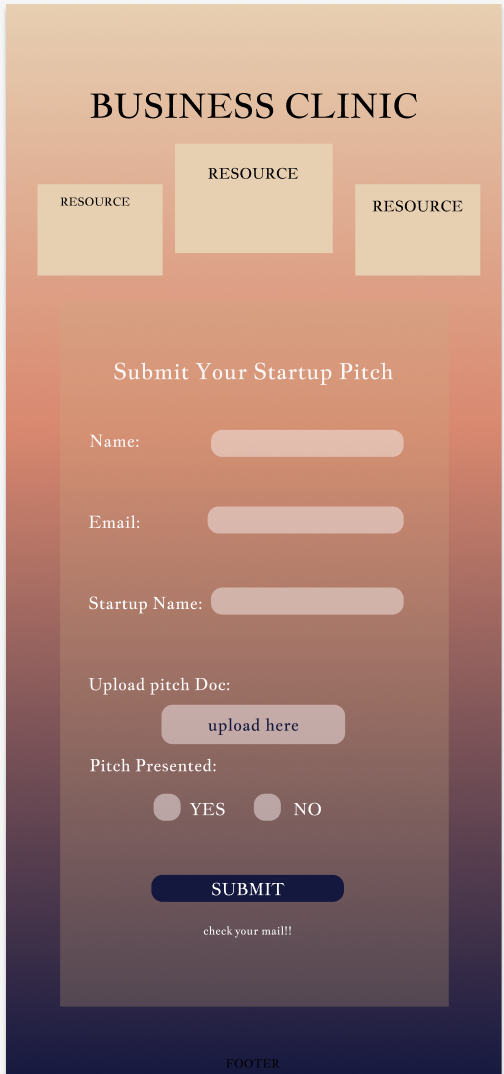 BUSINESS CLINIC
RESOURCE
RESOURCE
RESOURCE
Submit Your Startup Pitch
Name:
Email:
Startup Name:
Upload pitch Doc:
upload here
Pitch Presented:
YES NO
SUBMIT
check your mail!!
FOOTER